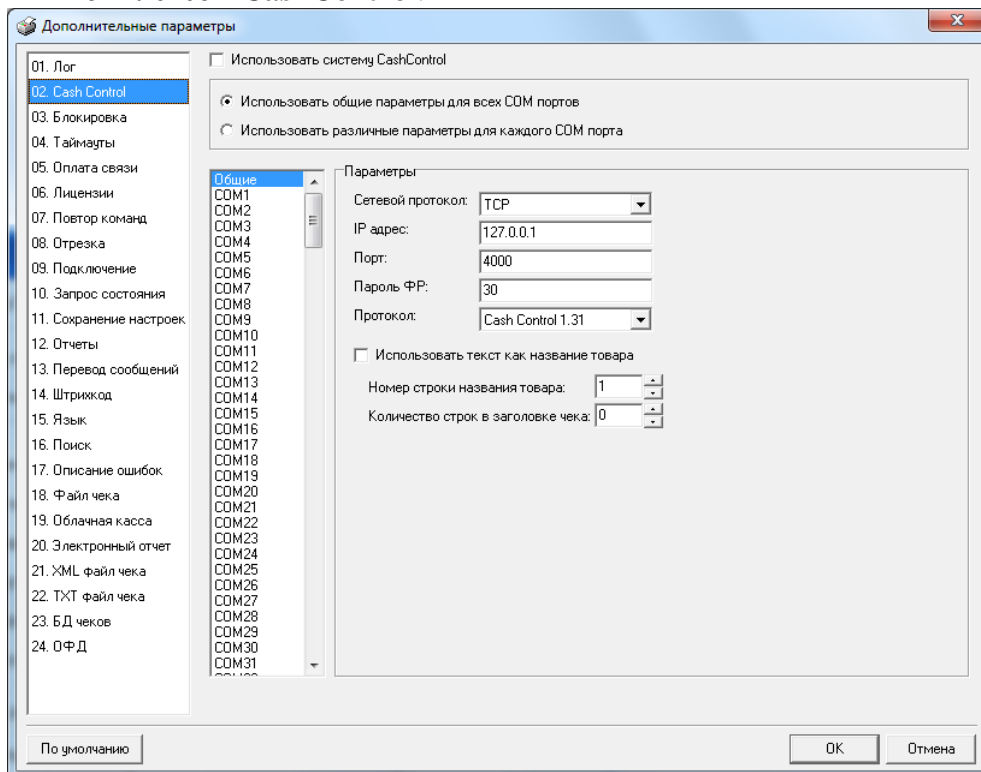 Дополнительные параметры
01. Лог
02. Cash Control
03. Блокировка
04. Таймауты
05. Оплата связи
06. Лицензии
07. Повтор команд
08. Отрезка
09. Подключение
10. Запрос состояния
11. Сохранение настроек
12. Отчеты
13. Перевод сообщений
14. Штрихкод
15. Язык
16. Поиск
17. Описание ошибок
18. Файл чека
19. Облачная касса
20. Электронный отчет
21. XML файл чека
22. TXT файл чека
23. БД чеков
24. ОФД
Использовать систему CashControl
Использовать общие параметры для всех COM портов
Использовать различные параметры для каждого COM порта
Общие
COM1
COM2
COM3
COM4
COM5
COM6
COM7
COM8
COM9
COM10
COM11
COM12
COM13
COM14
COM15
COM16
COM17
COM18
COM19
COM20
COM21
COM22
COM23
COM24
COM25
COM26
COM27
COM28
COM29
COM30
COM31
Параметры
Сетевой протокол: TCP
IP адрес: 127.0.0.1
Порт: 4000
Пароль ФР: 30
Протокол: Cash Control 1.31
Использовать текст как название товара
Номер строки названия товара: 1
Количество строк в заголовке чека: 0
По умолчанию
OK
Отмена